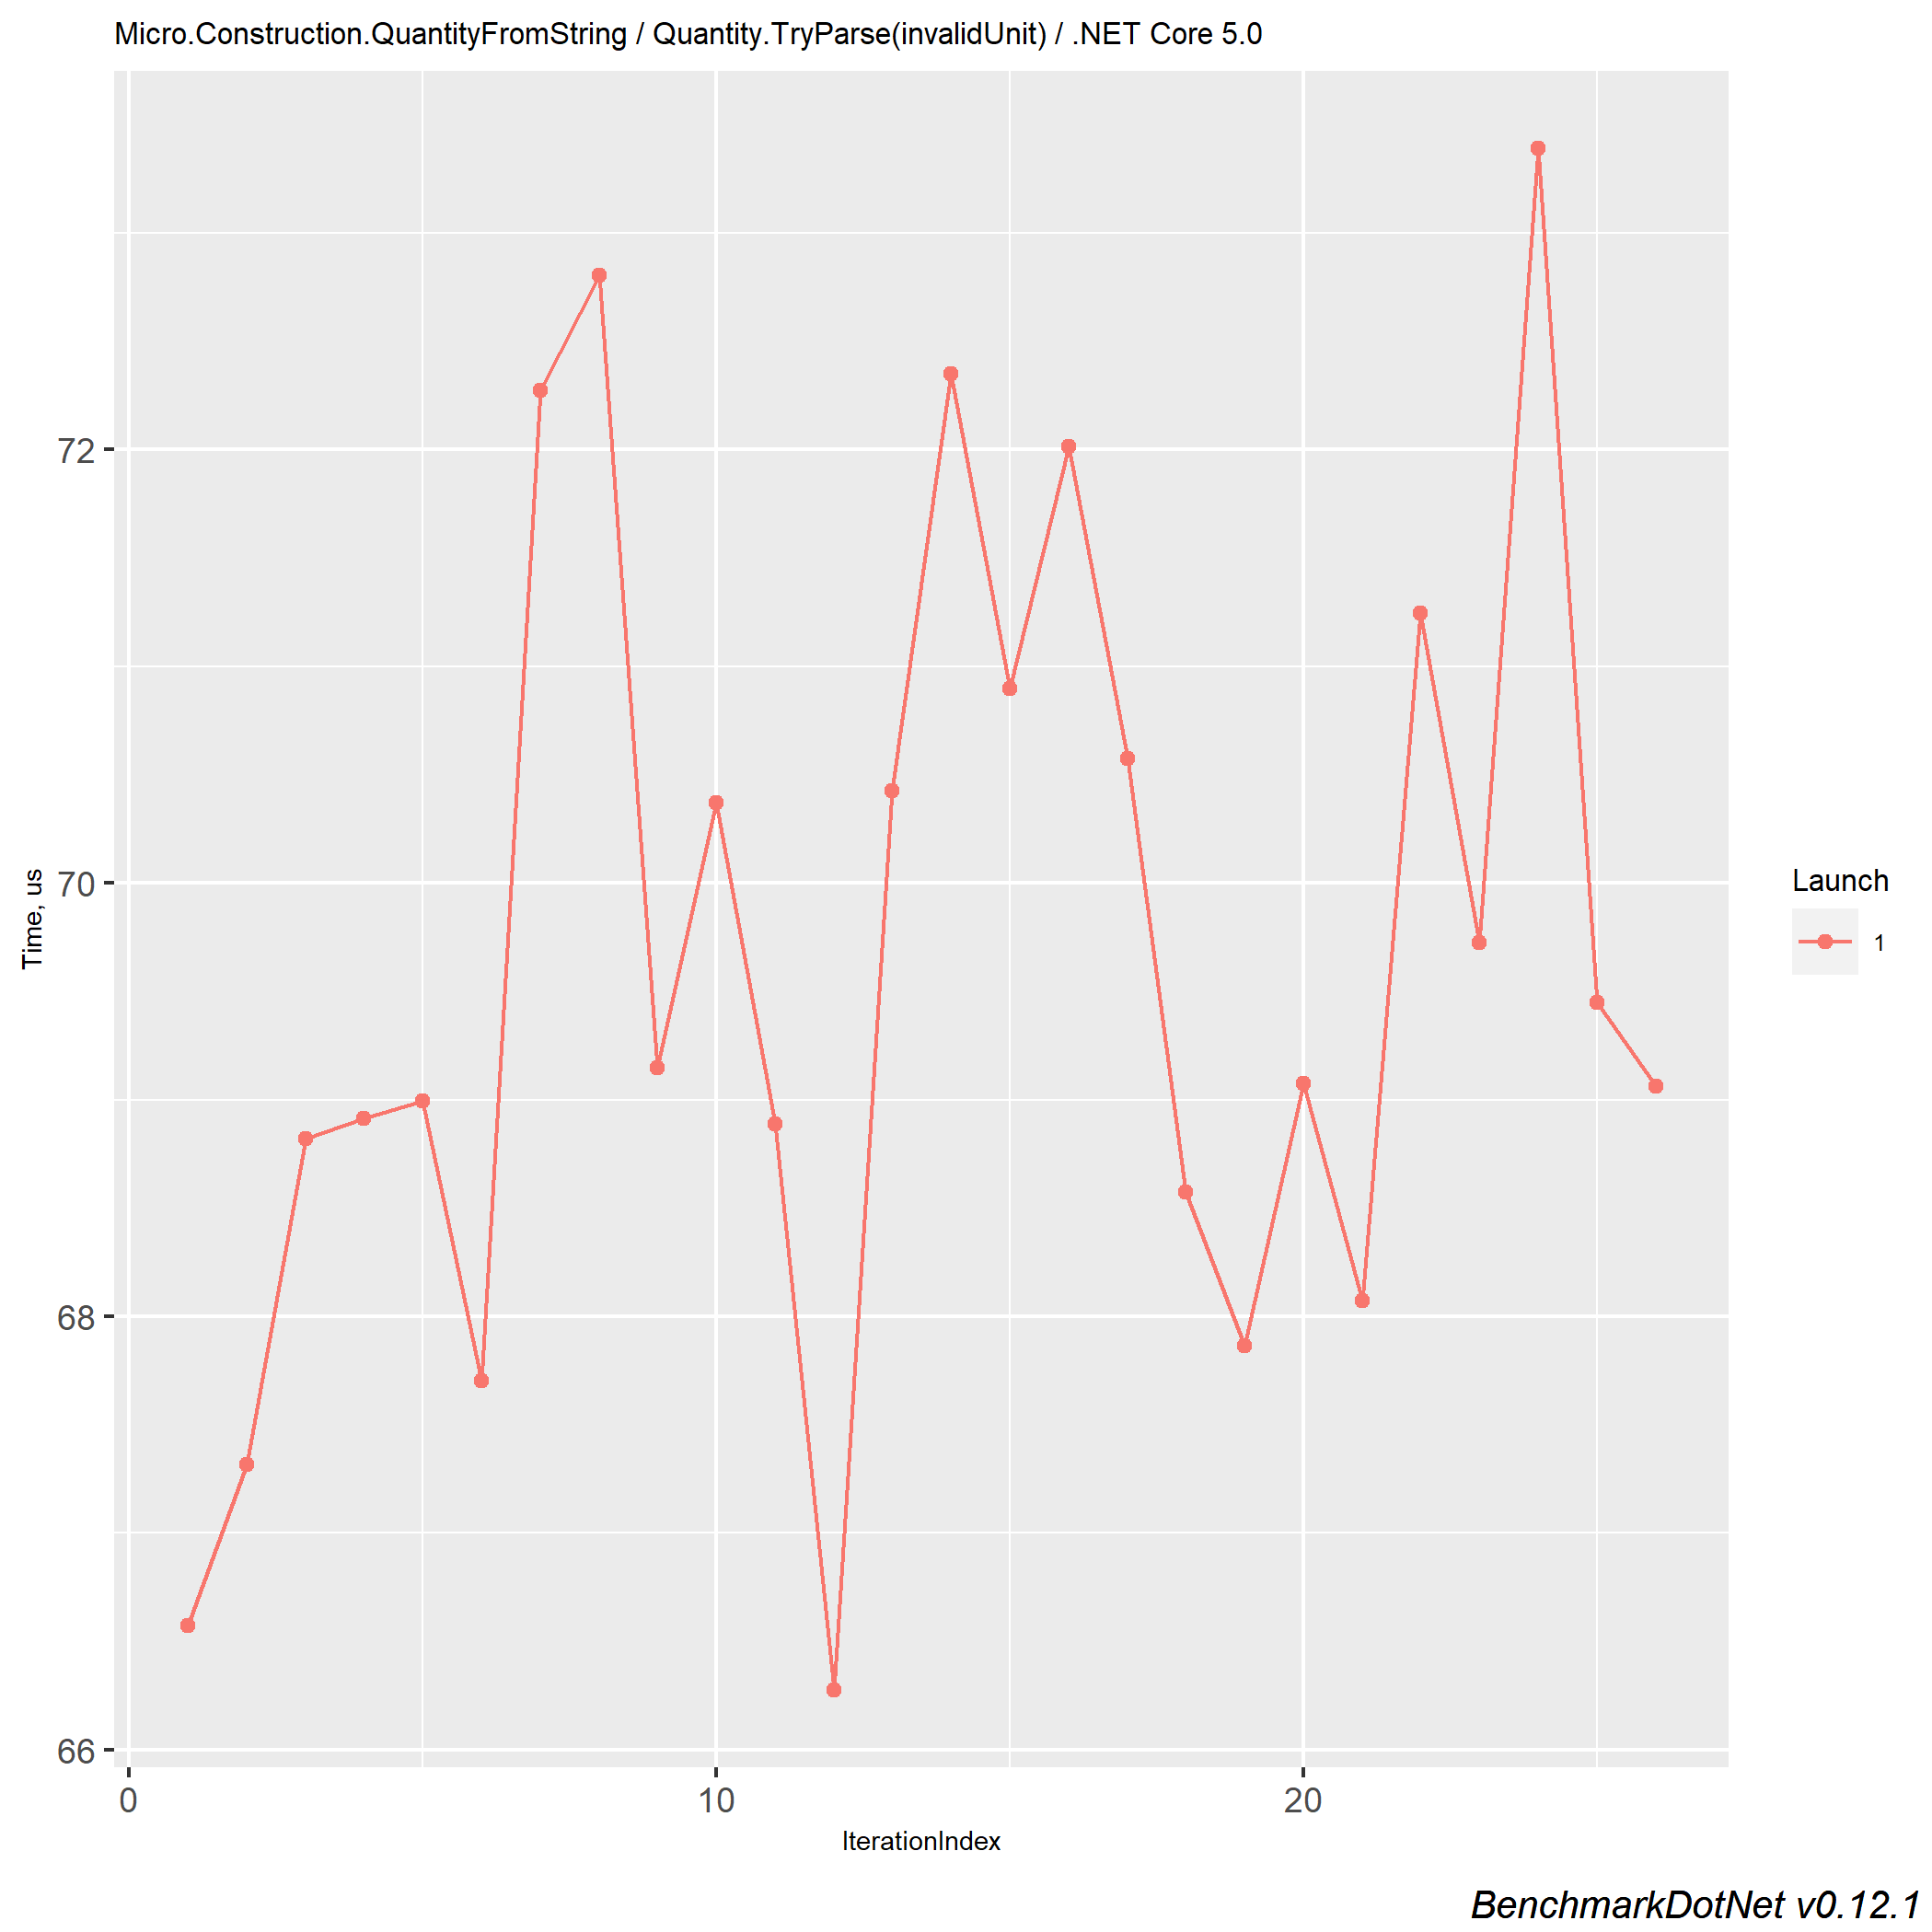 Micro.Construction.QuantityFromString / Quantity.TryParse(invalidUnit) / .NET Core 5.0
72
70
68
66
Time, us
0 10 20
IterationIndex
Launch
1
BenchmarkDotNet v0.12.1